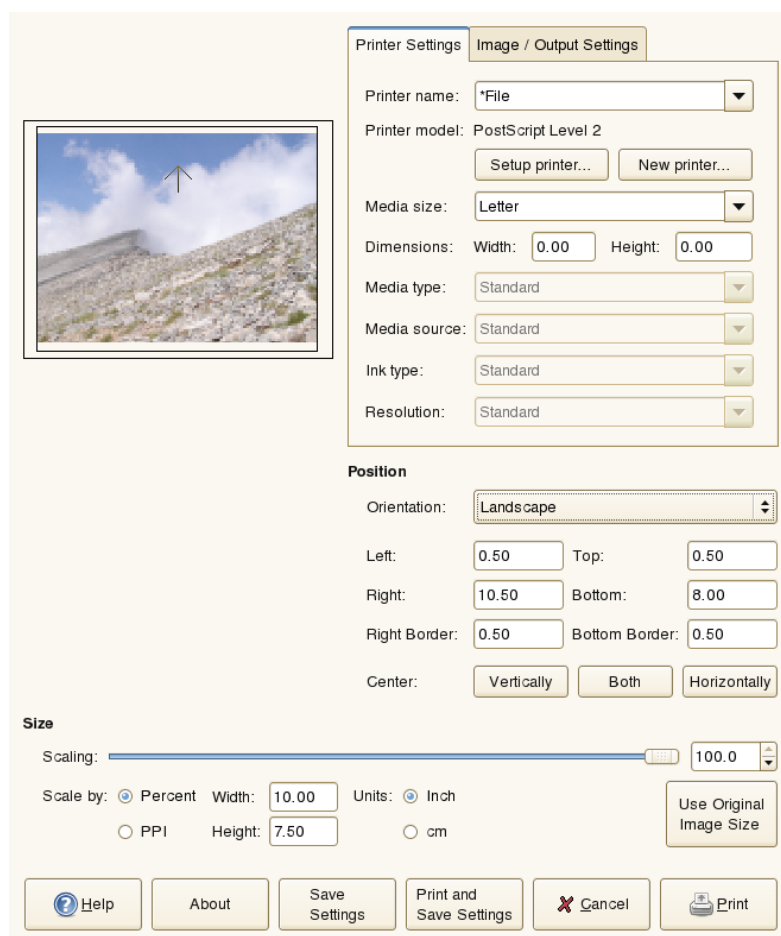 Printer Settings Image / Output Settings
Printer name: *File
Printer model: PostScript Level 2
Setup printer... New printer...
Media size: Letter
Dimensions: Width: 0.00 Height: 0.00
Media type: Standard
Media source: Standard
Ink type: Standard
Resolution: Standard
Position
Orientation: Landscape
Left: 0.50 Top: 0.50
Right: 10.50 Bottom: 8.00
Right Border: 0.50 Bottom Border: 0.50
Center: Vertically Both Horizontally
Size
Scaling: 100.0
Scale by: Percent Width: 10.00 Units: Inch
PPI Height: 7.50 cm
Use Original
Image Size
Help About Save
Settings Print and
Save Settings Cancel Print